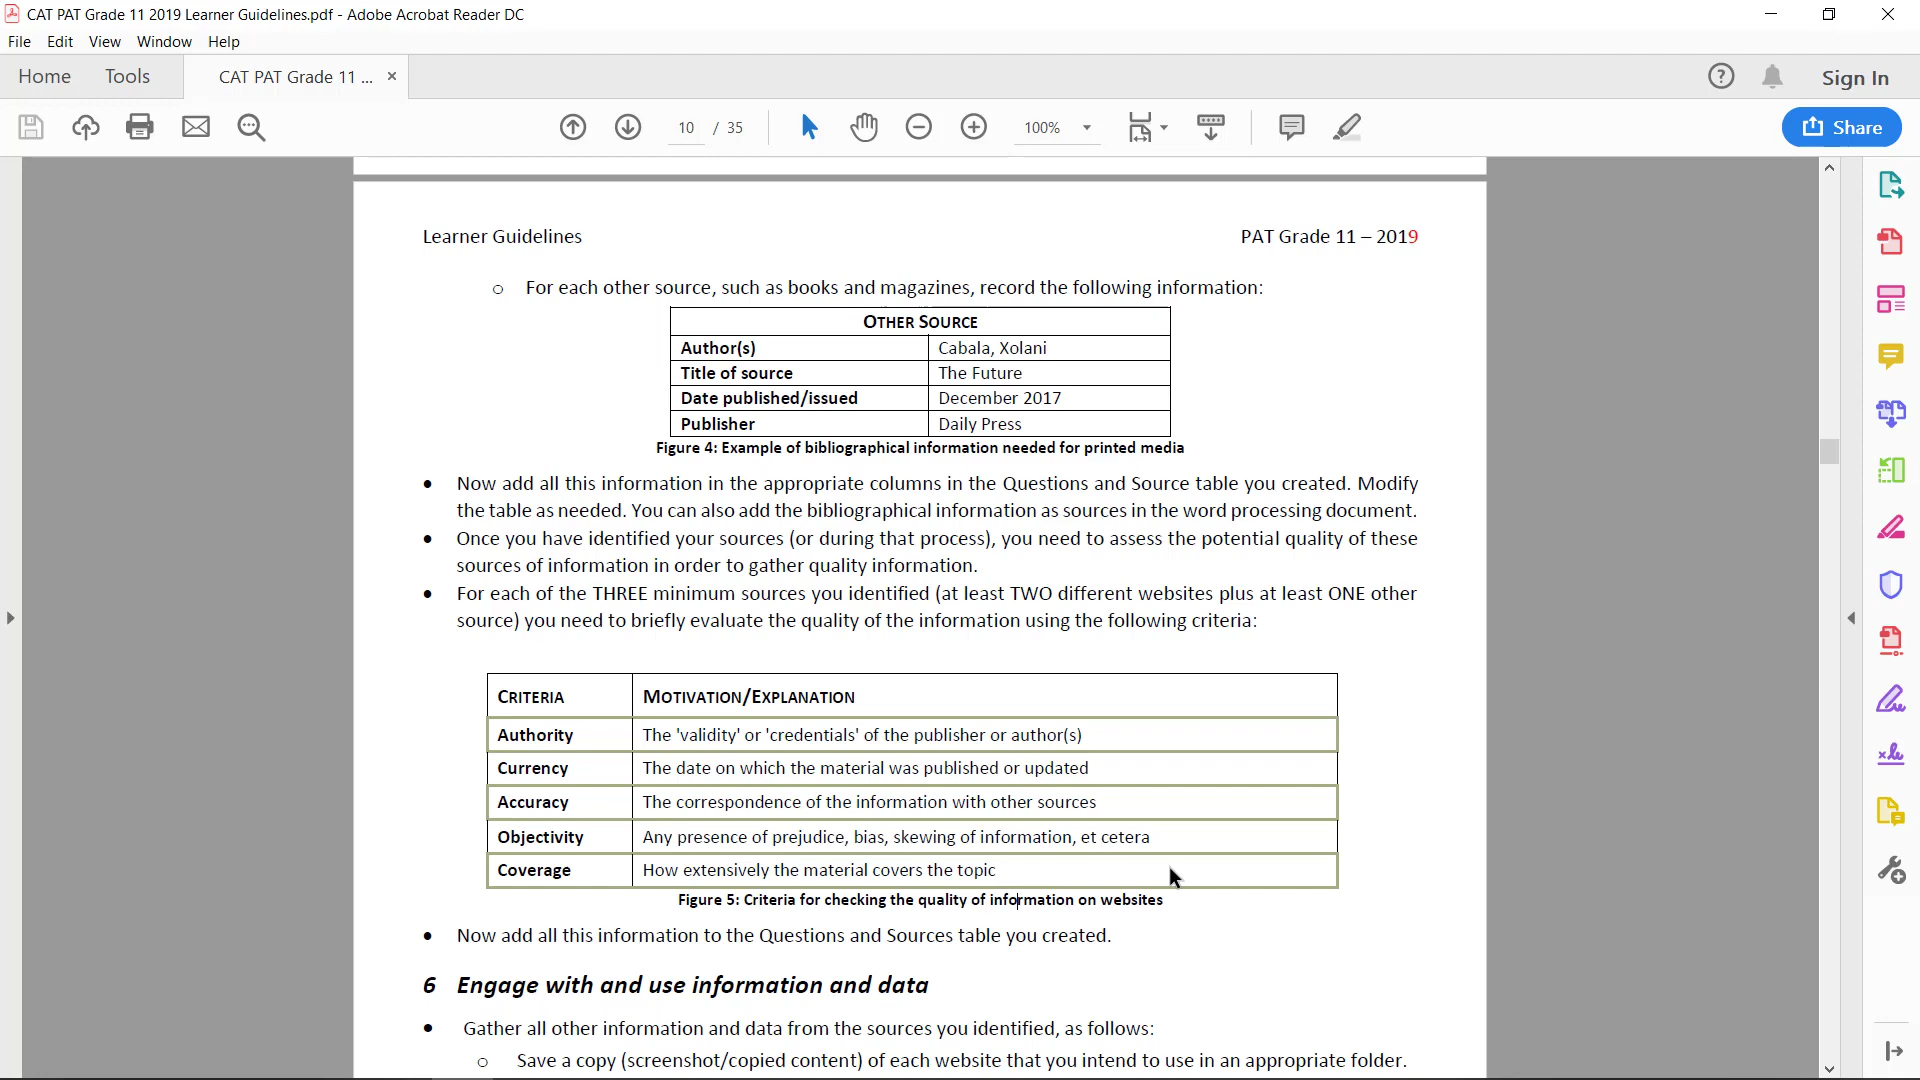 CAT PAT Grade 11 2019 Learner Guidelines.pdf - Adobe Acrobat Reader DC
File Edit View Window Help
Home Tools CAT PAT Grade 11 ... × Sign In
10 / 35 100% Share
Learner Guidelines PAT Grade 11 – 2019
o For each other source, such as books and magazines, record the following information:
OTHER SOURCE
Author(s) Cabala, Xolani
Title of source The Future
Date published/issued December 2017
Publisher Daily Press
Figure 4: Example of bibliographical information needed for printed media
• Now add all this information in the appropriate columns in the Questions and Source table you created. Modify
the table as needed. You can also add the bibliographical information as sources in the word processing document.
• Once you have identified your sources (or during that process), you need to assess the potential quality of these
sources of information in order to gather quality information.
• For each of the THREE minimum sources you identified (at least TWO different websites plus at least ONE other
source) you need to briefly evaluate the quality of the information using the following criteria:
CRITERIA MOTIVATION/EXPLANATION
Authority The 'validity' or 'credentials' of the publisher or author(s)
Currency The date on which the material was published or updated
Accuracy The correspondence of the information with other sources
Objectivity Any presence of prejudice, bias, skewing of information, et cetera
Coverage How extensively the material covers the topic
Figure 5: Criteria for checking the quality of information on websites
• Now add all this information to the Questions and Sources table you created.
6 Engage with and use information and data
• Gather all other information and data from the sources you identified, as follows:
o Save a copy (screenshot/copied content) of each website that you intend to use in an appropriate folder.